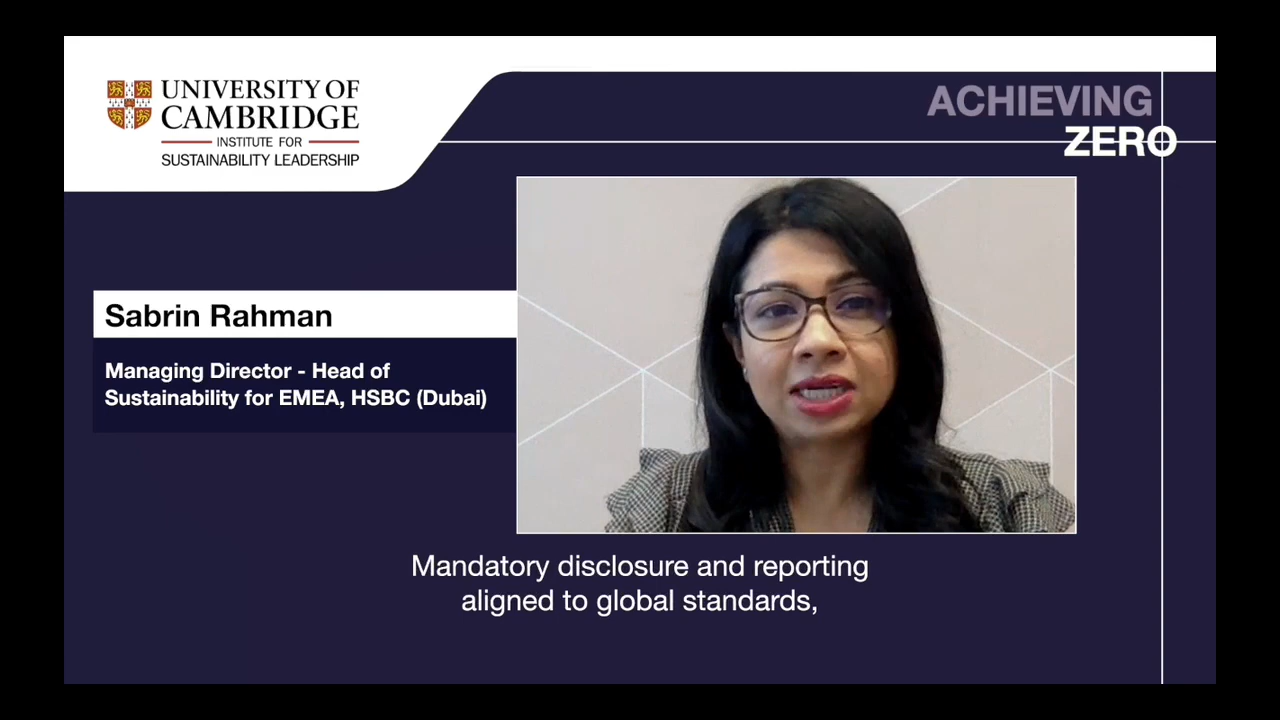 UNIVERSITY OF
CAMBRIDGE
INSTITUTE FOR
SUSTAINABILITY LEADERSHIP
ACHIEVING
ZERO
Sabrin Rahman
Managing Director - Head of
Sustainability for EMEA, HSBC (Dubai)
Mandatory disclosure and reporting
aligned to global standards,